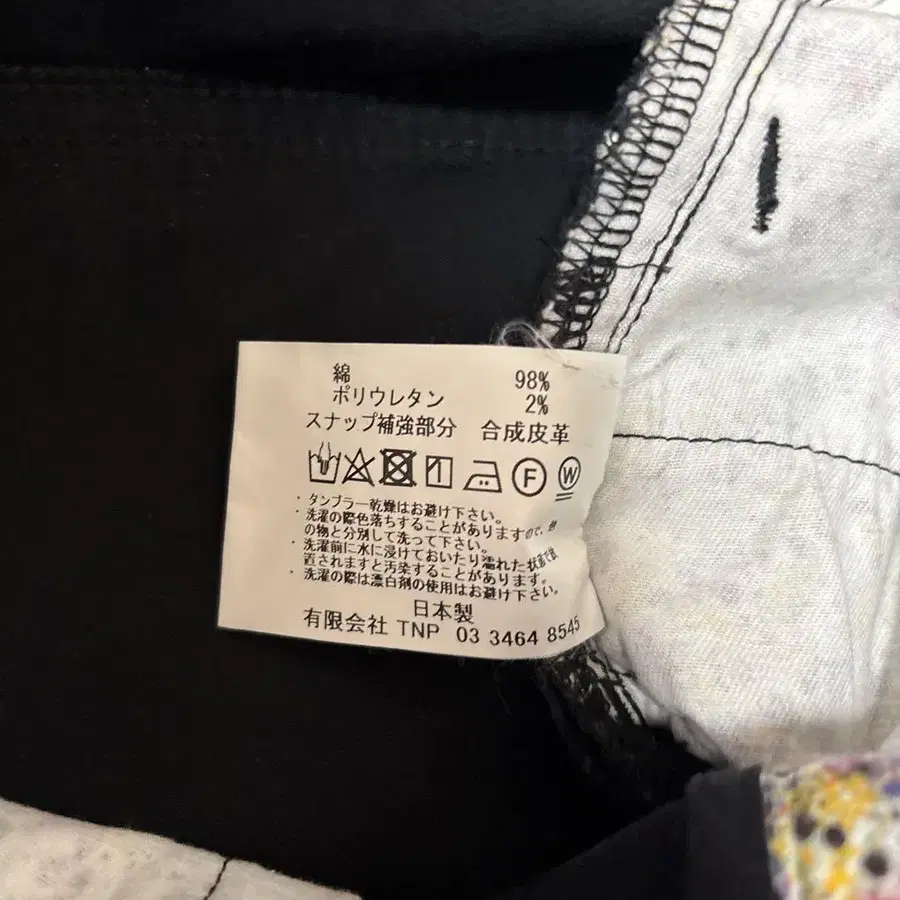 綿 98%
ポリウレタン 2%
スナップ補強部分 合成皮革
F W
・タンブラー乾燥はお避け下さい。
・洗濯の際色落ちすることがありますので、他
の物と分別して洗って下さい。
・洗濯前に水に浸けておいたり濡れた状態で放
置されますと汚染することがあります。
・洗濯の際は漂白剤の使用はお避け下さい。
日本製
有限会社 TNP 03 3464 8545